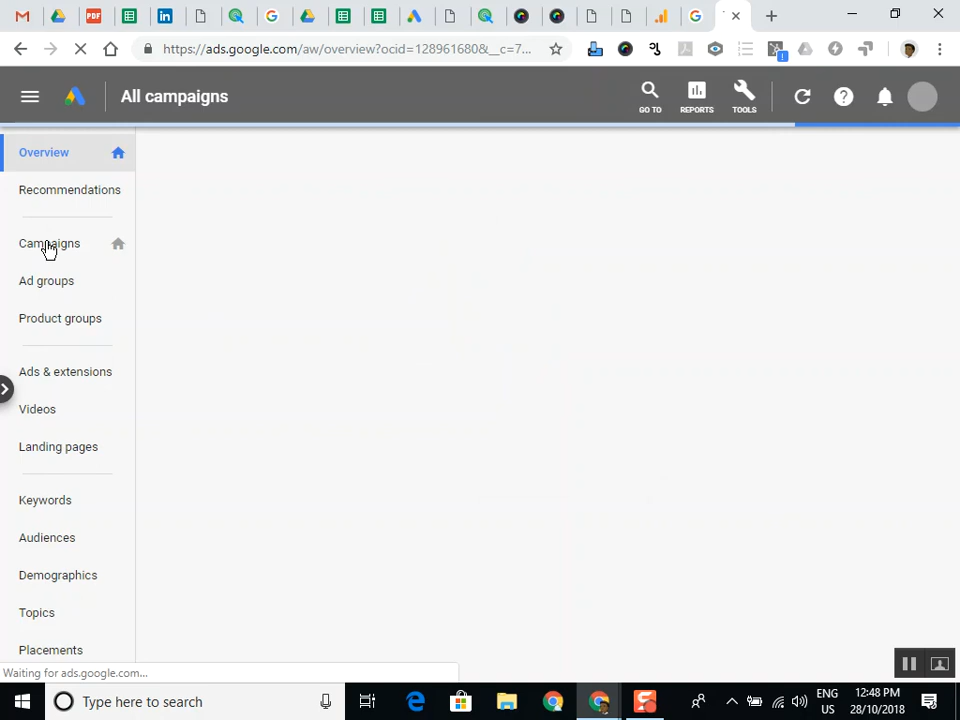 https://ads.google.com/aw/overview?ocid=128961680&__c=7...
All campaigns
GO TO
REPORTS
TOOLS
Overview
Recommendations
Campaigns
Ad groups
Product groups
Ads & extensions
Videos
Landing pages
Keywords
Audiences
Demographics
Topics
Placements
Waiting for ads.google.com...
Type here to search
ENG
US
12:48 PM
28/10/2018